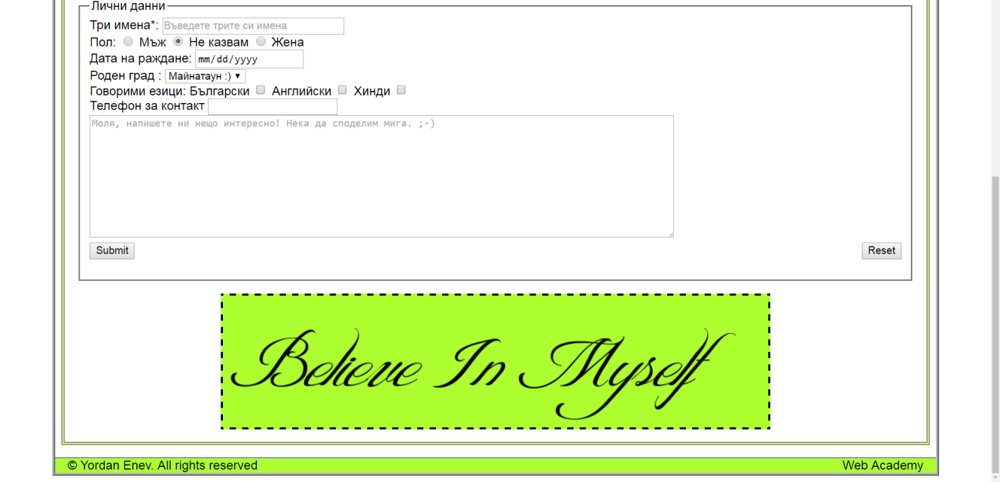 Лични данни
Три имена*: Въведете трите си имена
Пол: Мъж Не казвам Жена
Дата на раждане: mm/dd/yyyy
Роден град : Майнатаун :)
Говорими езици: Български Английски Хинди
Телефон за контакт
Моля, напишете ни нещо интересно! Нека да споделим мига. ;-)
Submit Reset
Believe In Myself
© Yordan Enev. All rights reserved Web Academy